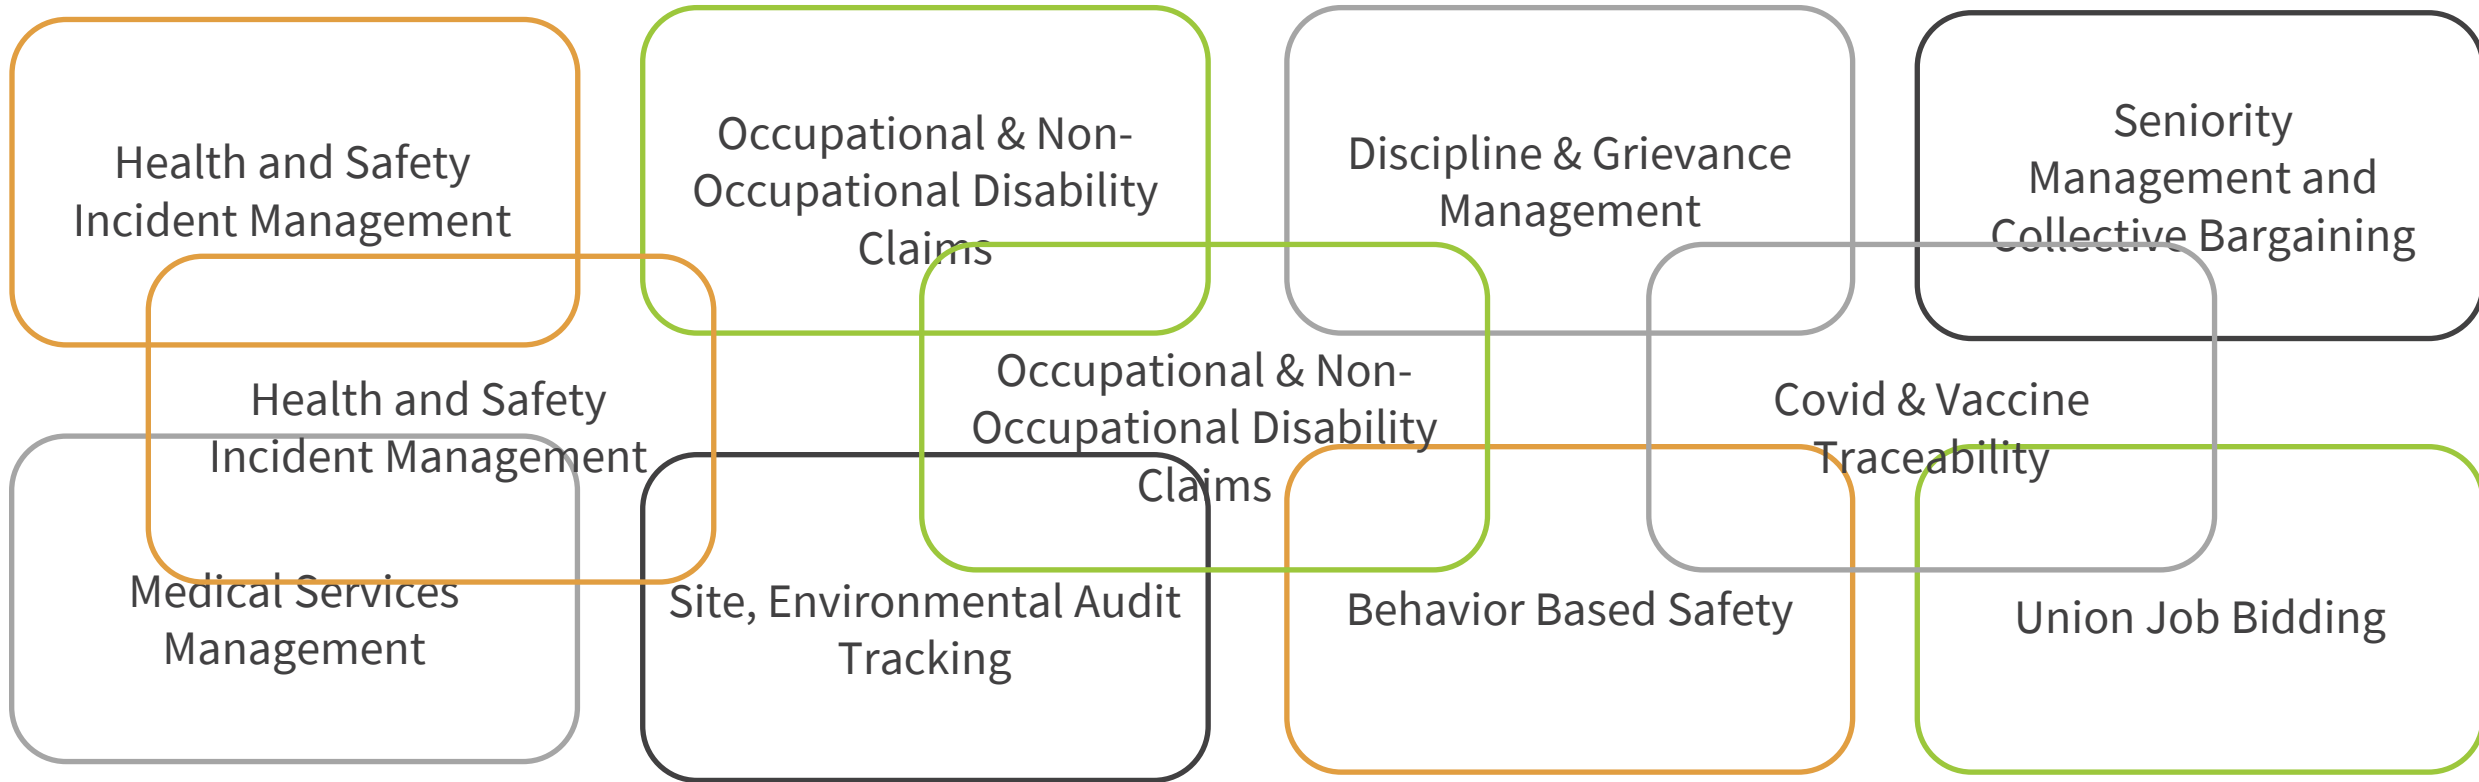 Health and Safety
Incident Management
Occupational & Non-
Occupational Disability
Claims
Discipline & Grievance
Management
Seniority
Management and
Collective Bargaining
Health and Safety
Incident Management
Occupational & Non-
Occupational Disability
Claims
Covid & Vaccine
Traceability
Medical Services
Management
Site, Environmental Audit
Tracking
Behavior Based Safety
Union Job Bidding